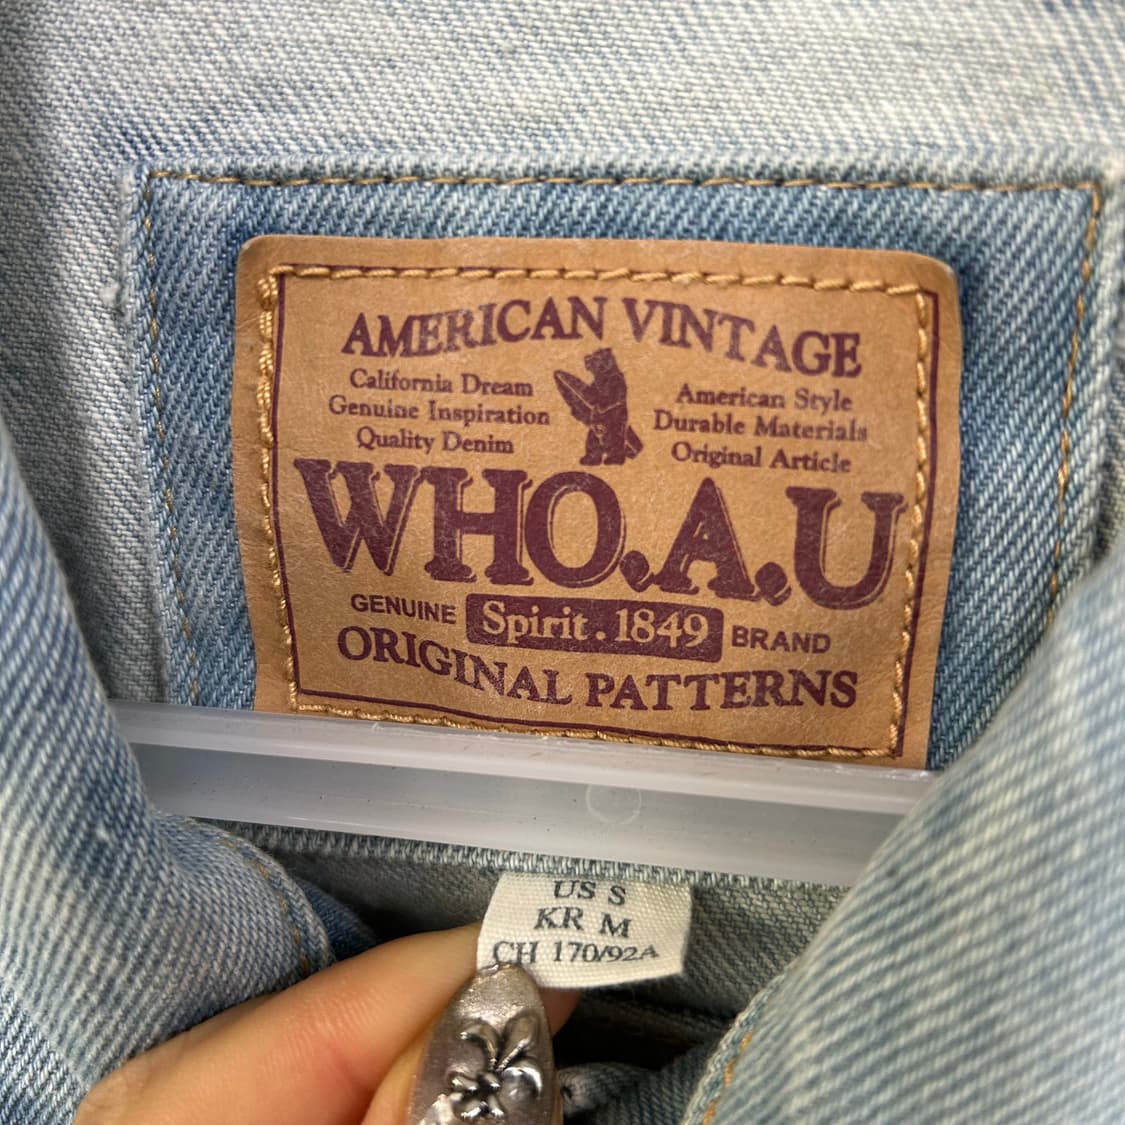 AMERICAN VINTAGE
California Dream
Genuine Inspiration
Quality Denim
American Style
Durable Materials
Original Article
WHO.A.U
GENUINE Spirit.1849 BRAND
ORIGINAL PATTERNS
US S
KR M
CH 170/92A